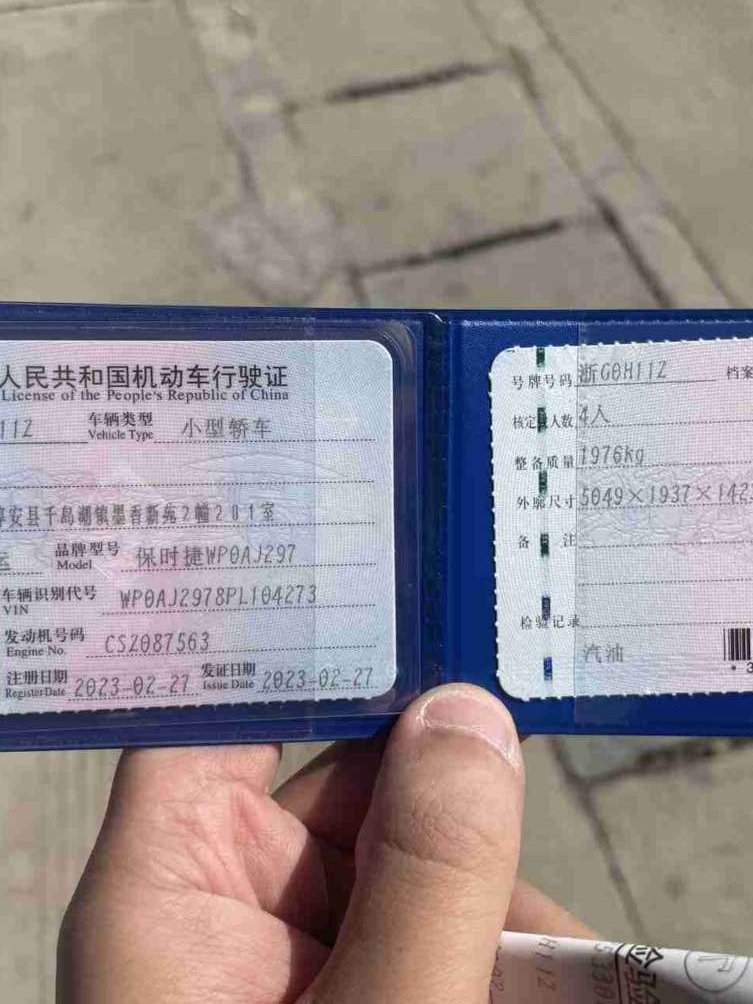 人民共和国机动车行驶证
License of the People's Republic of China
11Z 车辆类型 小型轿车
Vehicle Type
淳安县千岛湖镇墨香新苑2幢201室
品牌型号 保时捷WP0AJ297
Model
车辆识别代号 WP0AJ2978PL104273
VIN
发动机号码 CS2087563
Engine No.
注册日期 2023-02-27 发证日期 2023-02-27
Register Date Issue Date
号牌号码 浙G0H11Z 档案
核定 人数 4人
整备质量 1976kg
外廓尺寸 5049×1937×142
备 注
检验记录
汽油
H11Z